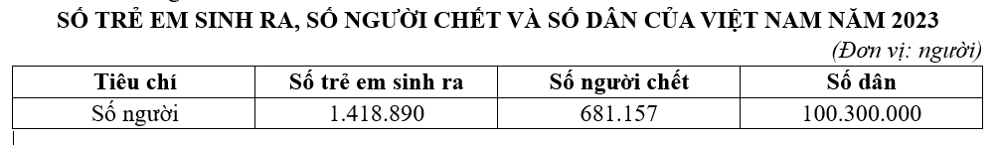 SỐ TRẺ EM SINH RA, SỐ NGƯỜI CHẾT VÀ SỐ DÂN CỦA VIỆT NAM NĂM 2023
(Đơn vị: người)
Tiêu chí Số trẻ em sinh ra Số người chết Số dân
Số người 1.418.890 681.157 100.300.000